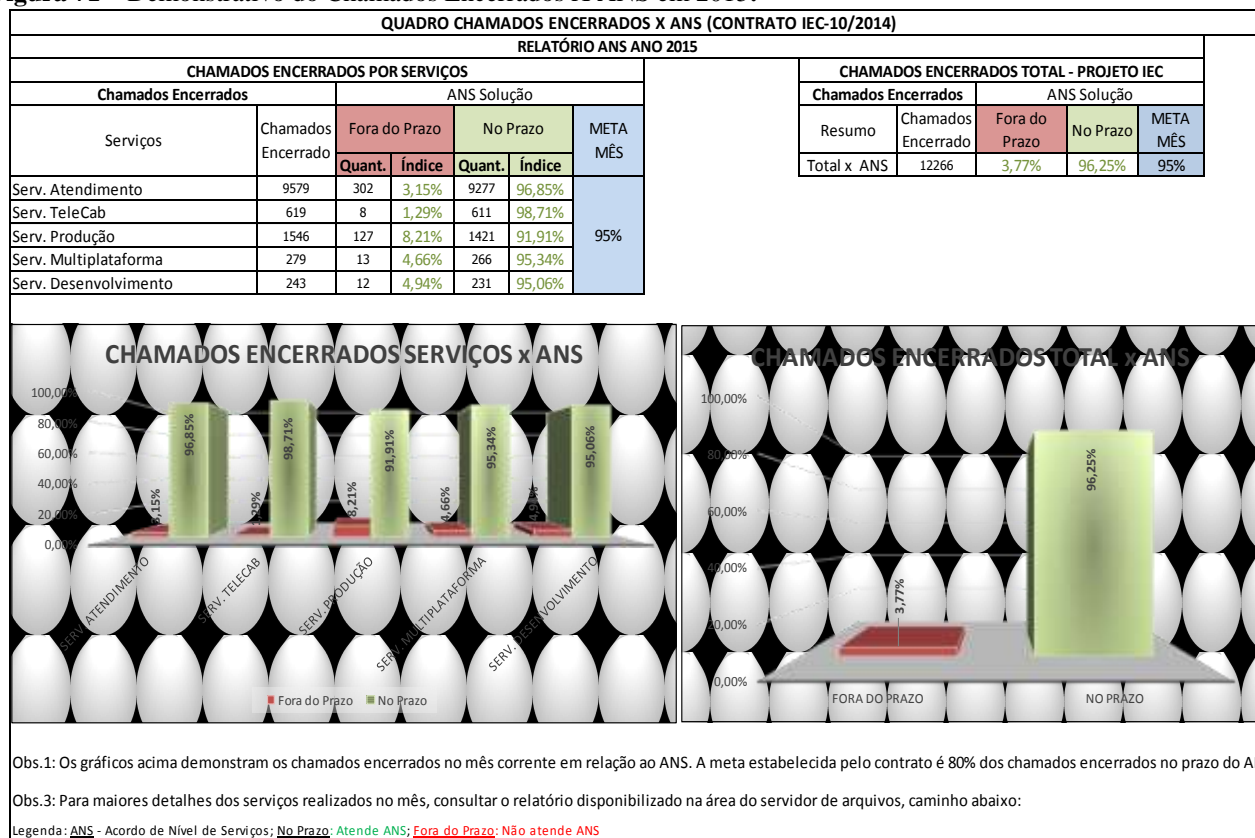 Demonstrativo do Chamados Encerrados X ANS em 2015.
QUADRO CHAMADOS ENCERRADOS X ANS (CONTRATO IEC-10/2014)
RELATÓRIO ANS ANO 2015
CHAMADOS ENCERRADOS POR SERVIÇOS
Chamados Encerrados ANS Solução
Serviços Chamados Encerrado Fora do Prazo No Prazo META MÊS
Quant. Índice Quant. Índice
Serv. Atendimento 9579 302 3,15% 9277 96,85%
Serv. TeleCab 619 8 1,29% 611 98,71%
Serv. Produção 1546 127 8,21% 1421 91,91% 95%
Serv. Multiplataforma 279 13 4,66% 266 95,34%
Serv. Desenvolvimento 243 12 4,94% 231 95,06%
CHAMADOS ENCERRADOS TOTAL - PROJETO IEC
Chamados Encerrados ANS Solução
Resumo Chamados Encerrado Fora do Prazo No Prazo META MÊS
Total x ANS 12266 3,77% 96,25% 95%
CHAMADOS ENCERRADOS SERVIÇOS x ANS
100,00%
80,00%
60,00%
40,00%
20,00%
0,00%
3,15% 96,85% 1,29% 98,71% 8,21% 91,91% 4,66% 95,34% 95,06%
SERV. ATENDIMENTO
SERV. TELECAB
SERV. PRODUÇÃO
SERV. MULTIPLATAFORMA
SERV. DESENVOLVIMENTO
Fora do Prazo No Prazo
CHAMADOS ENCERRADOS TOTAL x ANS
100,00%
80,00%
60,00%
40,00%
20,00%
0,00%
3,77% 96,25%
FORA DO PRAZO NO PRAZO
Obs.1: Os gráficos acima demonstram os chamados encerrados no mês corrente em relação ao ANS. A meta estabelecida pelo contrato é 80% dos chamados encerrados no prazo do
Obs.3: Para maiores detalhes dos serviços realizados no mês, consultar o relatório disponibilizado na área do servidor de arquivos, caminho abaixo:
Legenda: ANS - Acordo de Nível de Serviços; No Prazo: Atende ANS; Fora do Prazo: Não atende ANS